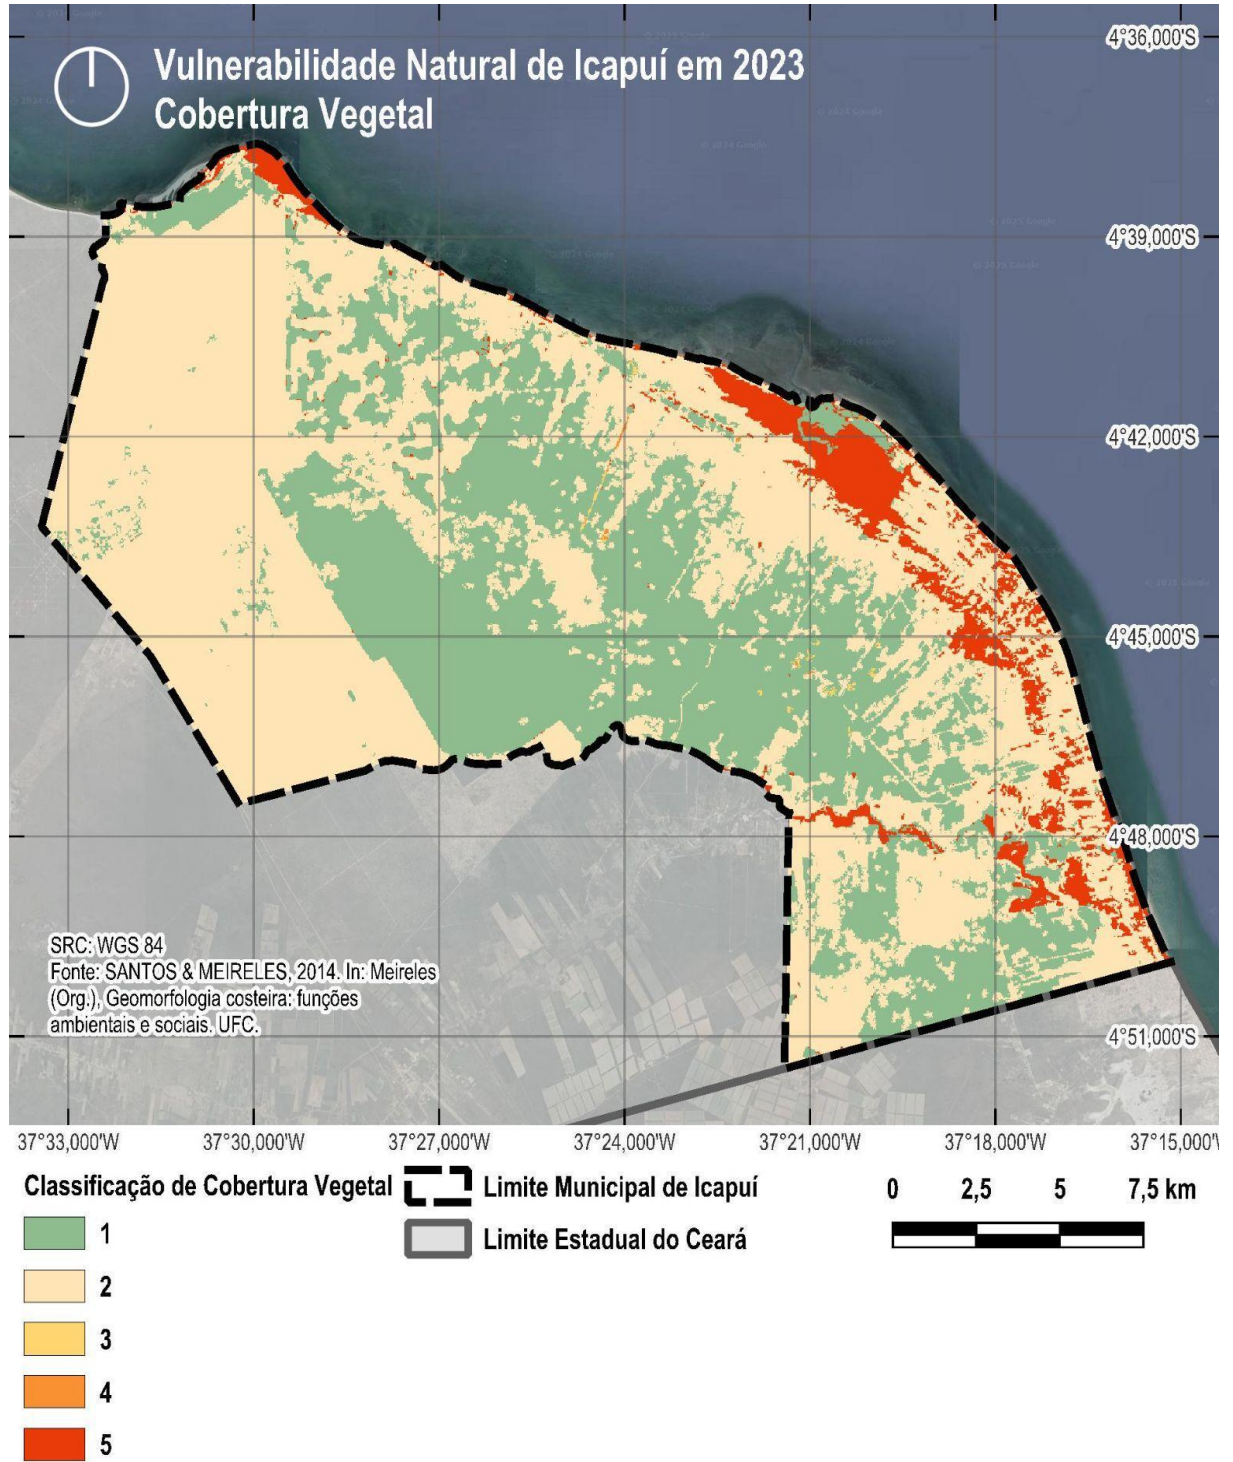 Vulnerabilidade Natural de Icapuí em 2023
Cobertura Vegetal
4°36,000'S
4°39,000'S
4°42,000'S
4°45,000'S
4°48,000'S
4°51,000'S
SRC: WGS 84
Fonte: SANTOS & MEIRELES, 2014. In: Meireles
(Org.), Geomorfologia costeira: funções
ambientais e sociais. UFC.
37°33,000'W 37°30,000'W 37°27,000'W 37°24,000'W 37°21,000'W 37°18,000'W 37°15,000'W
Classificação de Cobertura Vegetal
1
2
3
4
5
Limite Municipal de Icapuí
Limite Estadual do Ceará
0 2,5 5 7,5 km